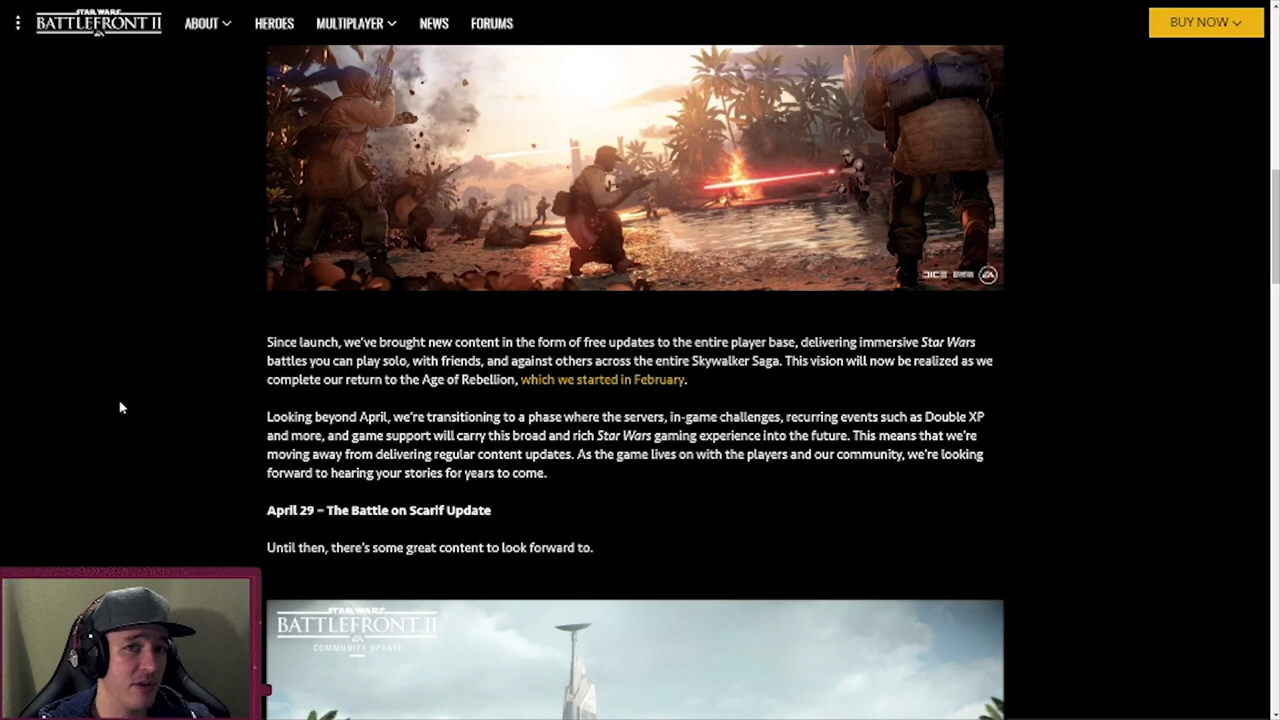 STAR WARS
BATTLEFRONT II
ABOUT
HEROES
MULTIPLAYER
NEWS
FORUMS
BUY NOW
DICE
EA
Since launch, we've brought new content in the form of free updates to the entire player base, delivering immersive Star Wars
battles you can play solo, with friends, and against others across the entire Skywalker Saga. This vision will now be realized as we
complete our return to the Age of Rebellion, which we started in February.
Looking beyond April, we're transitioning to a phase where the servers, in-game challenges, recurring events such as Double XP
and more, and game support will carry this broad and rich Star Wars gaming experience into the future. This means that we're
moving away from delivering regular content updates. As the game lives on with the players and our community, we're looking
forward to hearing your stories for years to come.
April 29 – The Battle on Scarif Update
Until then, there's some great content to look forward to.
STAR WARS
BATTLEFRONT II
EA
COMMUNITY UPDATE